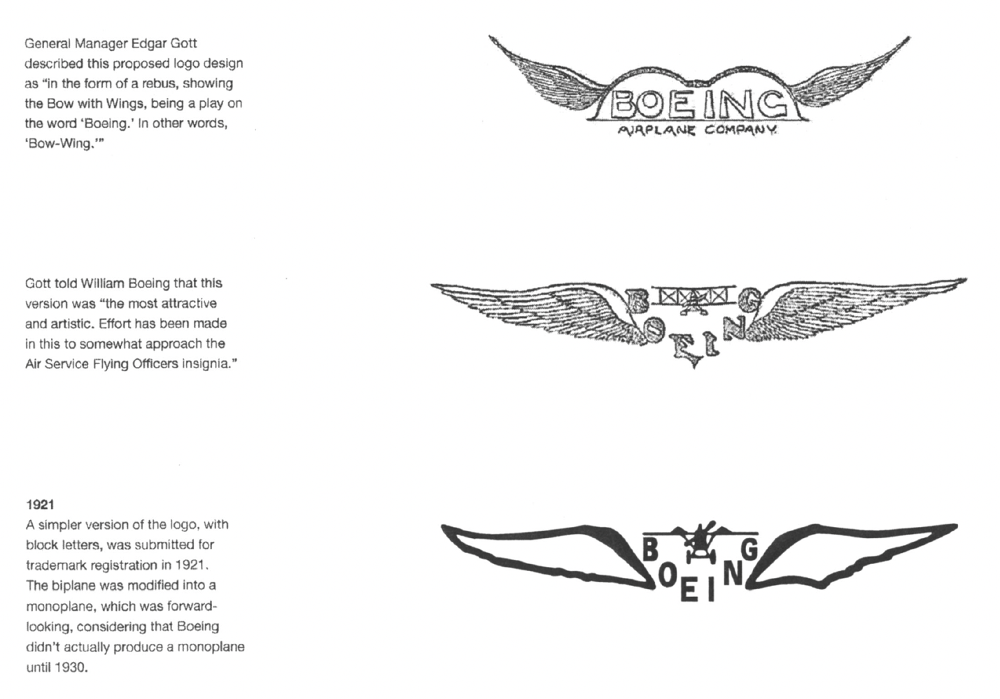 General Manager Edgar Gott
described this proposed logo design
as “in the form of a rebus, showing
the Bow with Wings, being a play on
the word ‘Boeing.’ In other words,
‘Bow-Wing.’”
BOEING
AIRPLANE COMPANY
Gott told William Boeing that this
version was “the most attractive
and artistic. Effort has been made
in this to somewhat approach the
Air Service Flying Officers insignia.”
BOEING
1921
A simpler version of the logo, with
block letters, was submitted for
trademark registration in 1921.
The biplane was modified into a
monoplane, which was forward-
looking, considering that Boeing
didn’t actually produce a monoplane
until 1930.
BOEING